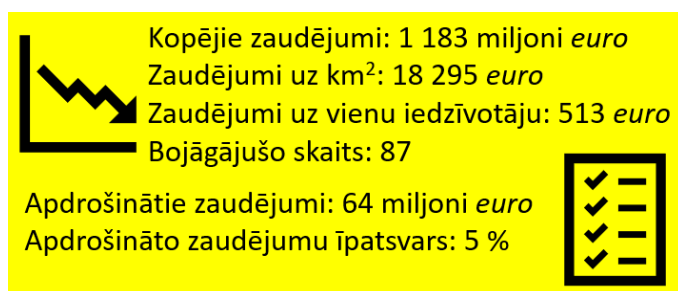 Kopējie zaudējumi: 1 183 miljoni euro
Zaudējumi uz km²: 18 295 euro
Zaudējumi uz vienu iedzīvotāju: 513 euro
Bojāgājušo skaits: 87
Apdrošinātie zaudējumi: 64 miljoni euro
Apdrošināto zaudējumu īpatsvars: 5 %